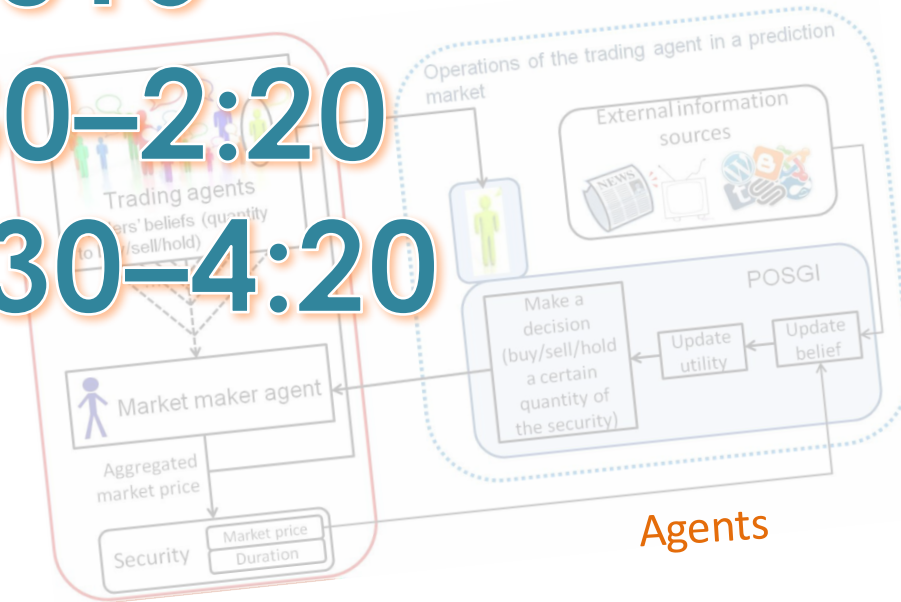 0–2:20
30–4:20
Operations of the trading agent in a prediction
market
External information
sources
NEWS
Trading agents
beliefs (quantity
to /sell/hold)
POSGI
Make a
decision
(buy/sell/hold
a certain
quantity of
the security)
Update
utility
Update
belief
Market maker agent
Aggregated
market price
Security
Market price
Duration
Agents